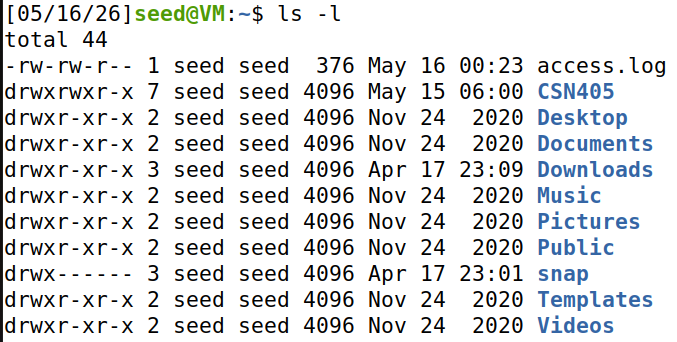 [05/16/26]seed@VM:~$ ls -l
total 44
-rw-rw-r-- 1 seed seed  376 May 16 00:23 access.log
drwxrwxr-x 7 seed seed 4096 May 15 06:00 CSN405
drwxr-xr-x 2 seed seed 4096 Nov 24  2020 Desktop
drwxr-xr-x 2 seed seed 4096 Nov 24  2020 Documents
drwxr-xr-x 3 seed seed 4096 Apr 17 23:09 Downloads
drwxr-xr-x 2 seed seed 4096 Nov 24  2020 Music
drwxr-xr-x 2 seed seed 4096 Nov 24  2020 Pictures
drwxr-xr-x 2 seed seed 4096 Nov 24  2020 Public
drwx------ 3 seed seed 4096 Apr 17 23:01 snap
drwxr-xr-x 2 seed seed 4096 Nov 24  2020 Templates
drwxr-xr-x 2 seed seed 4096 Nov 24  2020 Videos